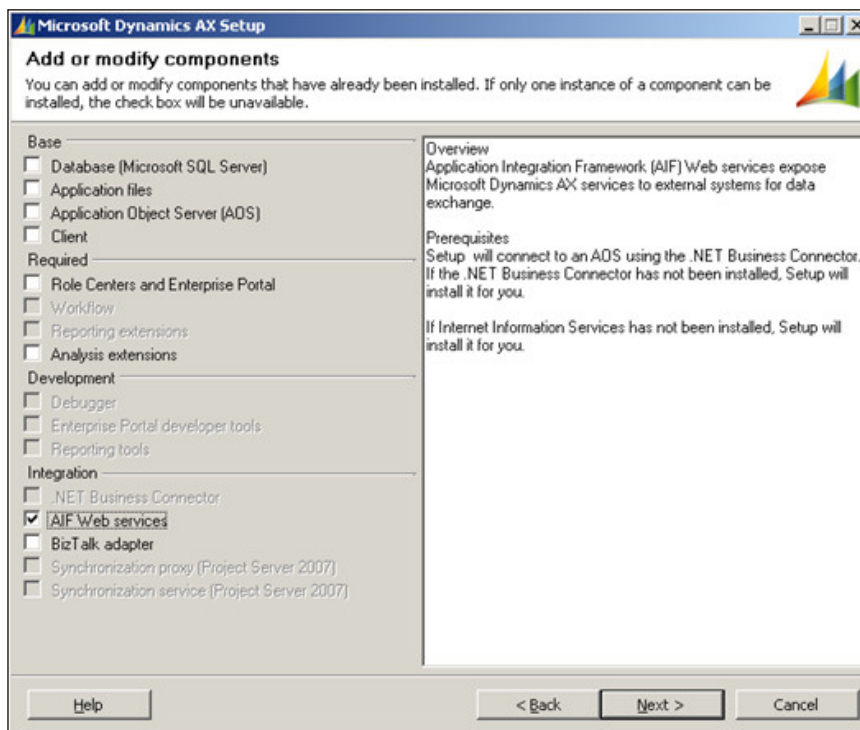 Microsoft Dynamics AX Setup
Add or modify components
You can add or modify components that have already been installed. If only one instance of a component can be
installed, the check box will be unavailable.
Base
Database (Microsoft SQL Server)
Application files
Application Object Server (AOS)
Client
Required
Role Centers and Enterprise Portal
Workflow
Reporting extensions
Analysis extensions
Development
Debugger
Enterprise Portal developer tools
Reporting tools
Integration
.NET Business Connector
AIF Web services
BizTalk adapter
Synchronization proxy (Project Server 2007)
Synchronization service (Project Server 2007)
Overview
Application Integration Framework (AIF) Web services expose
Microsoft Dynamics AX services to external systems for data
exchange.
Prerequisites
Setup will connect to an AOS using the .NET Business Connector.
If the .NET Business Connector has not been installed, Setup will
install it for you.
If Internet Information Services has not been installed, Setup will
install it for you.
Help
< Back
Next >
Cancel